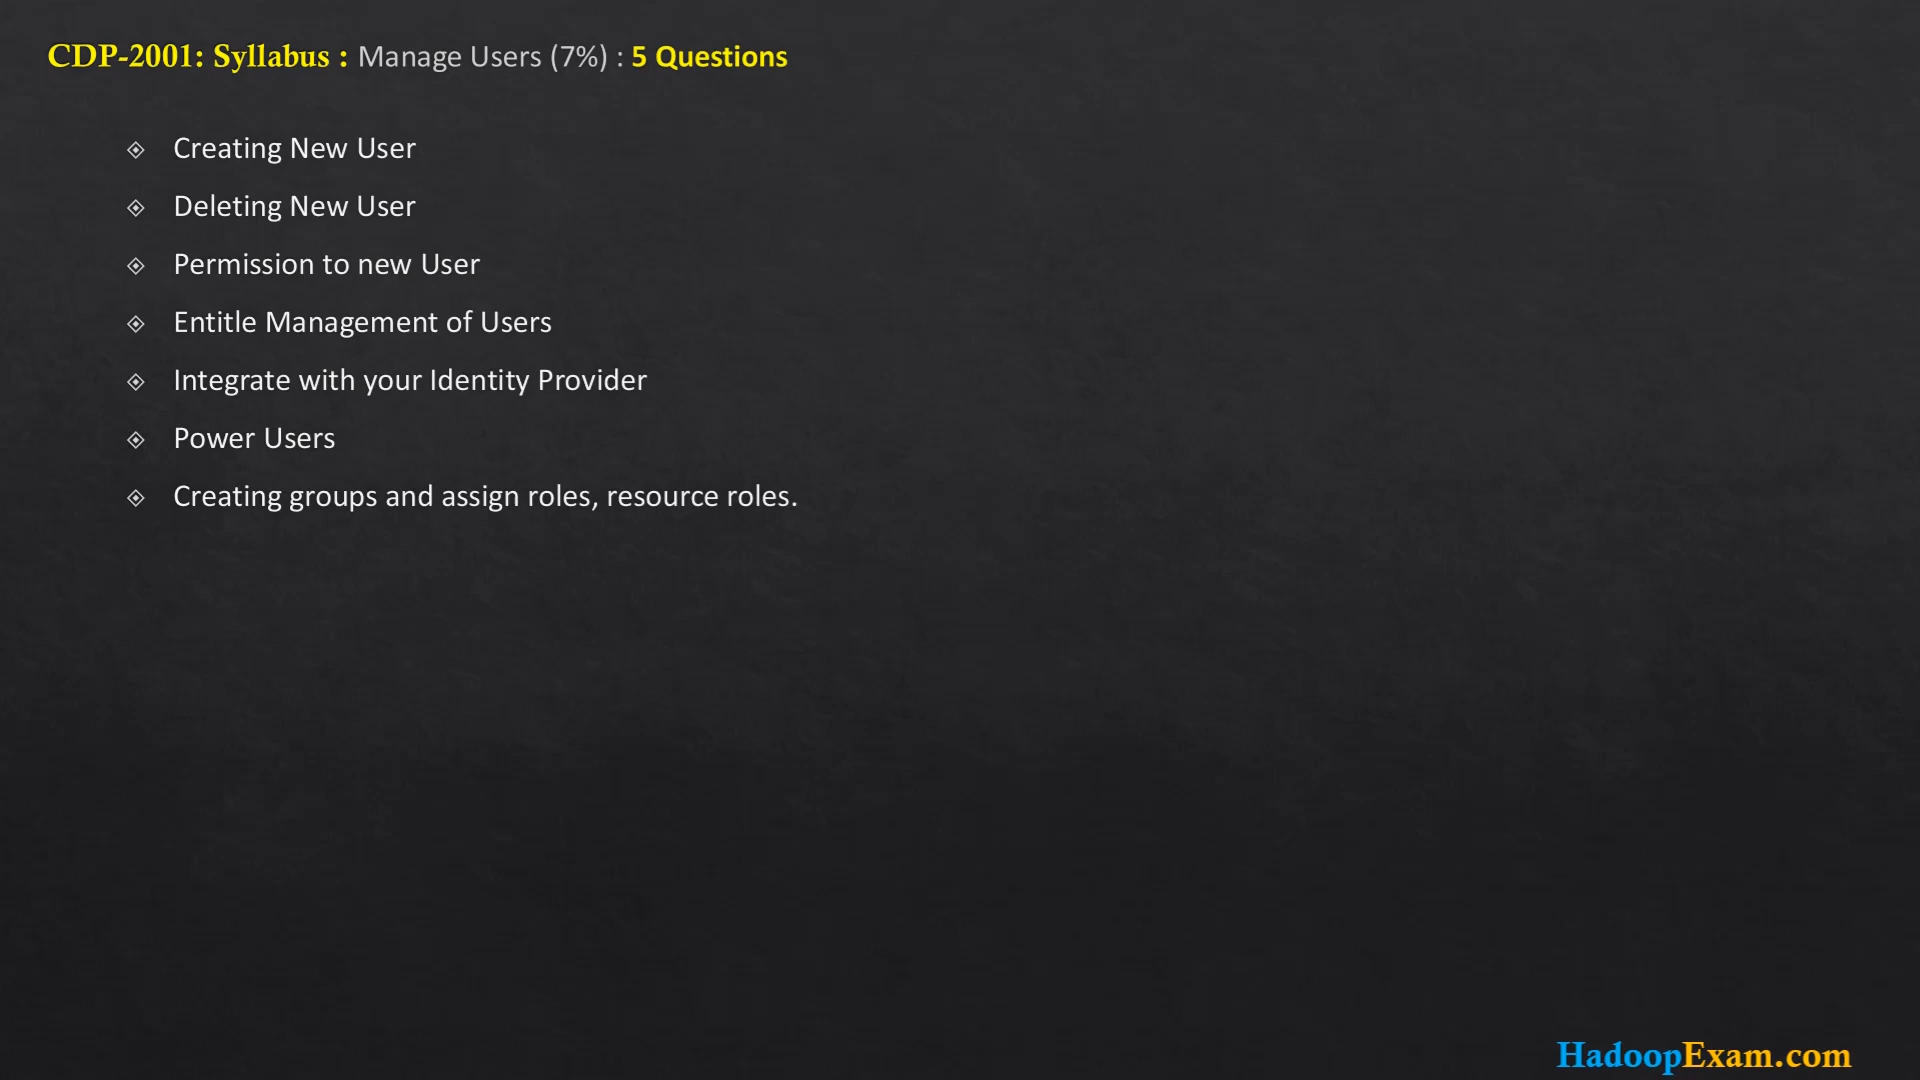 CDP-2001: Syllabus : Manage Users (7%) : 5 Questions
Creating New User
Deleting New User
Permission to new User
Entitle Management of Users
Integrate with your Identity Provider
Power Users
Creating groups and assign roles, resource roles.
HadoopExam.com